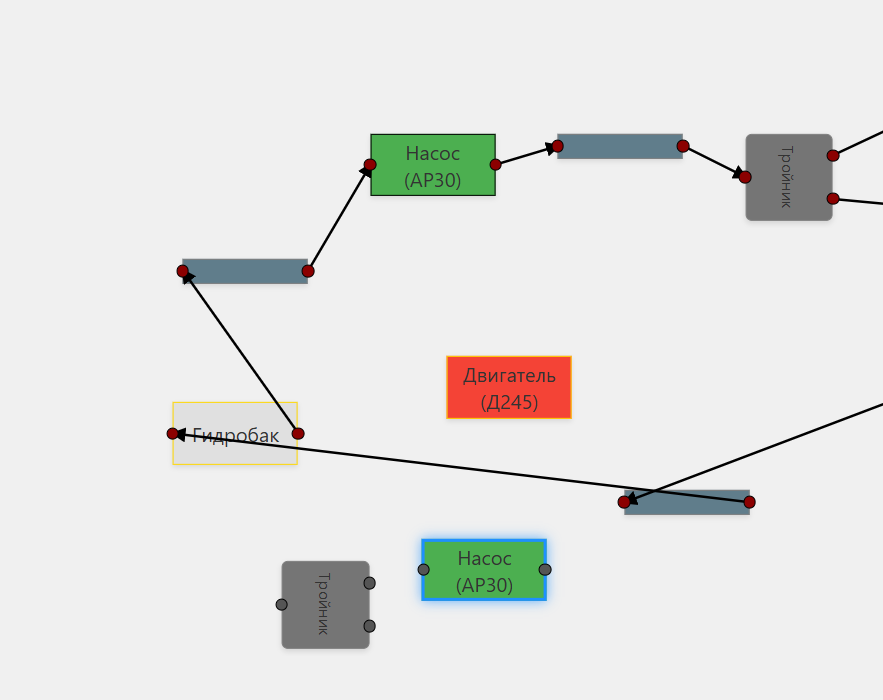 Насос
(АР30)
Тройник
Двигатель
(Д245)
Гидробак
Насос
(АР30)
Тройник